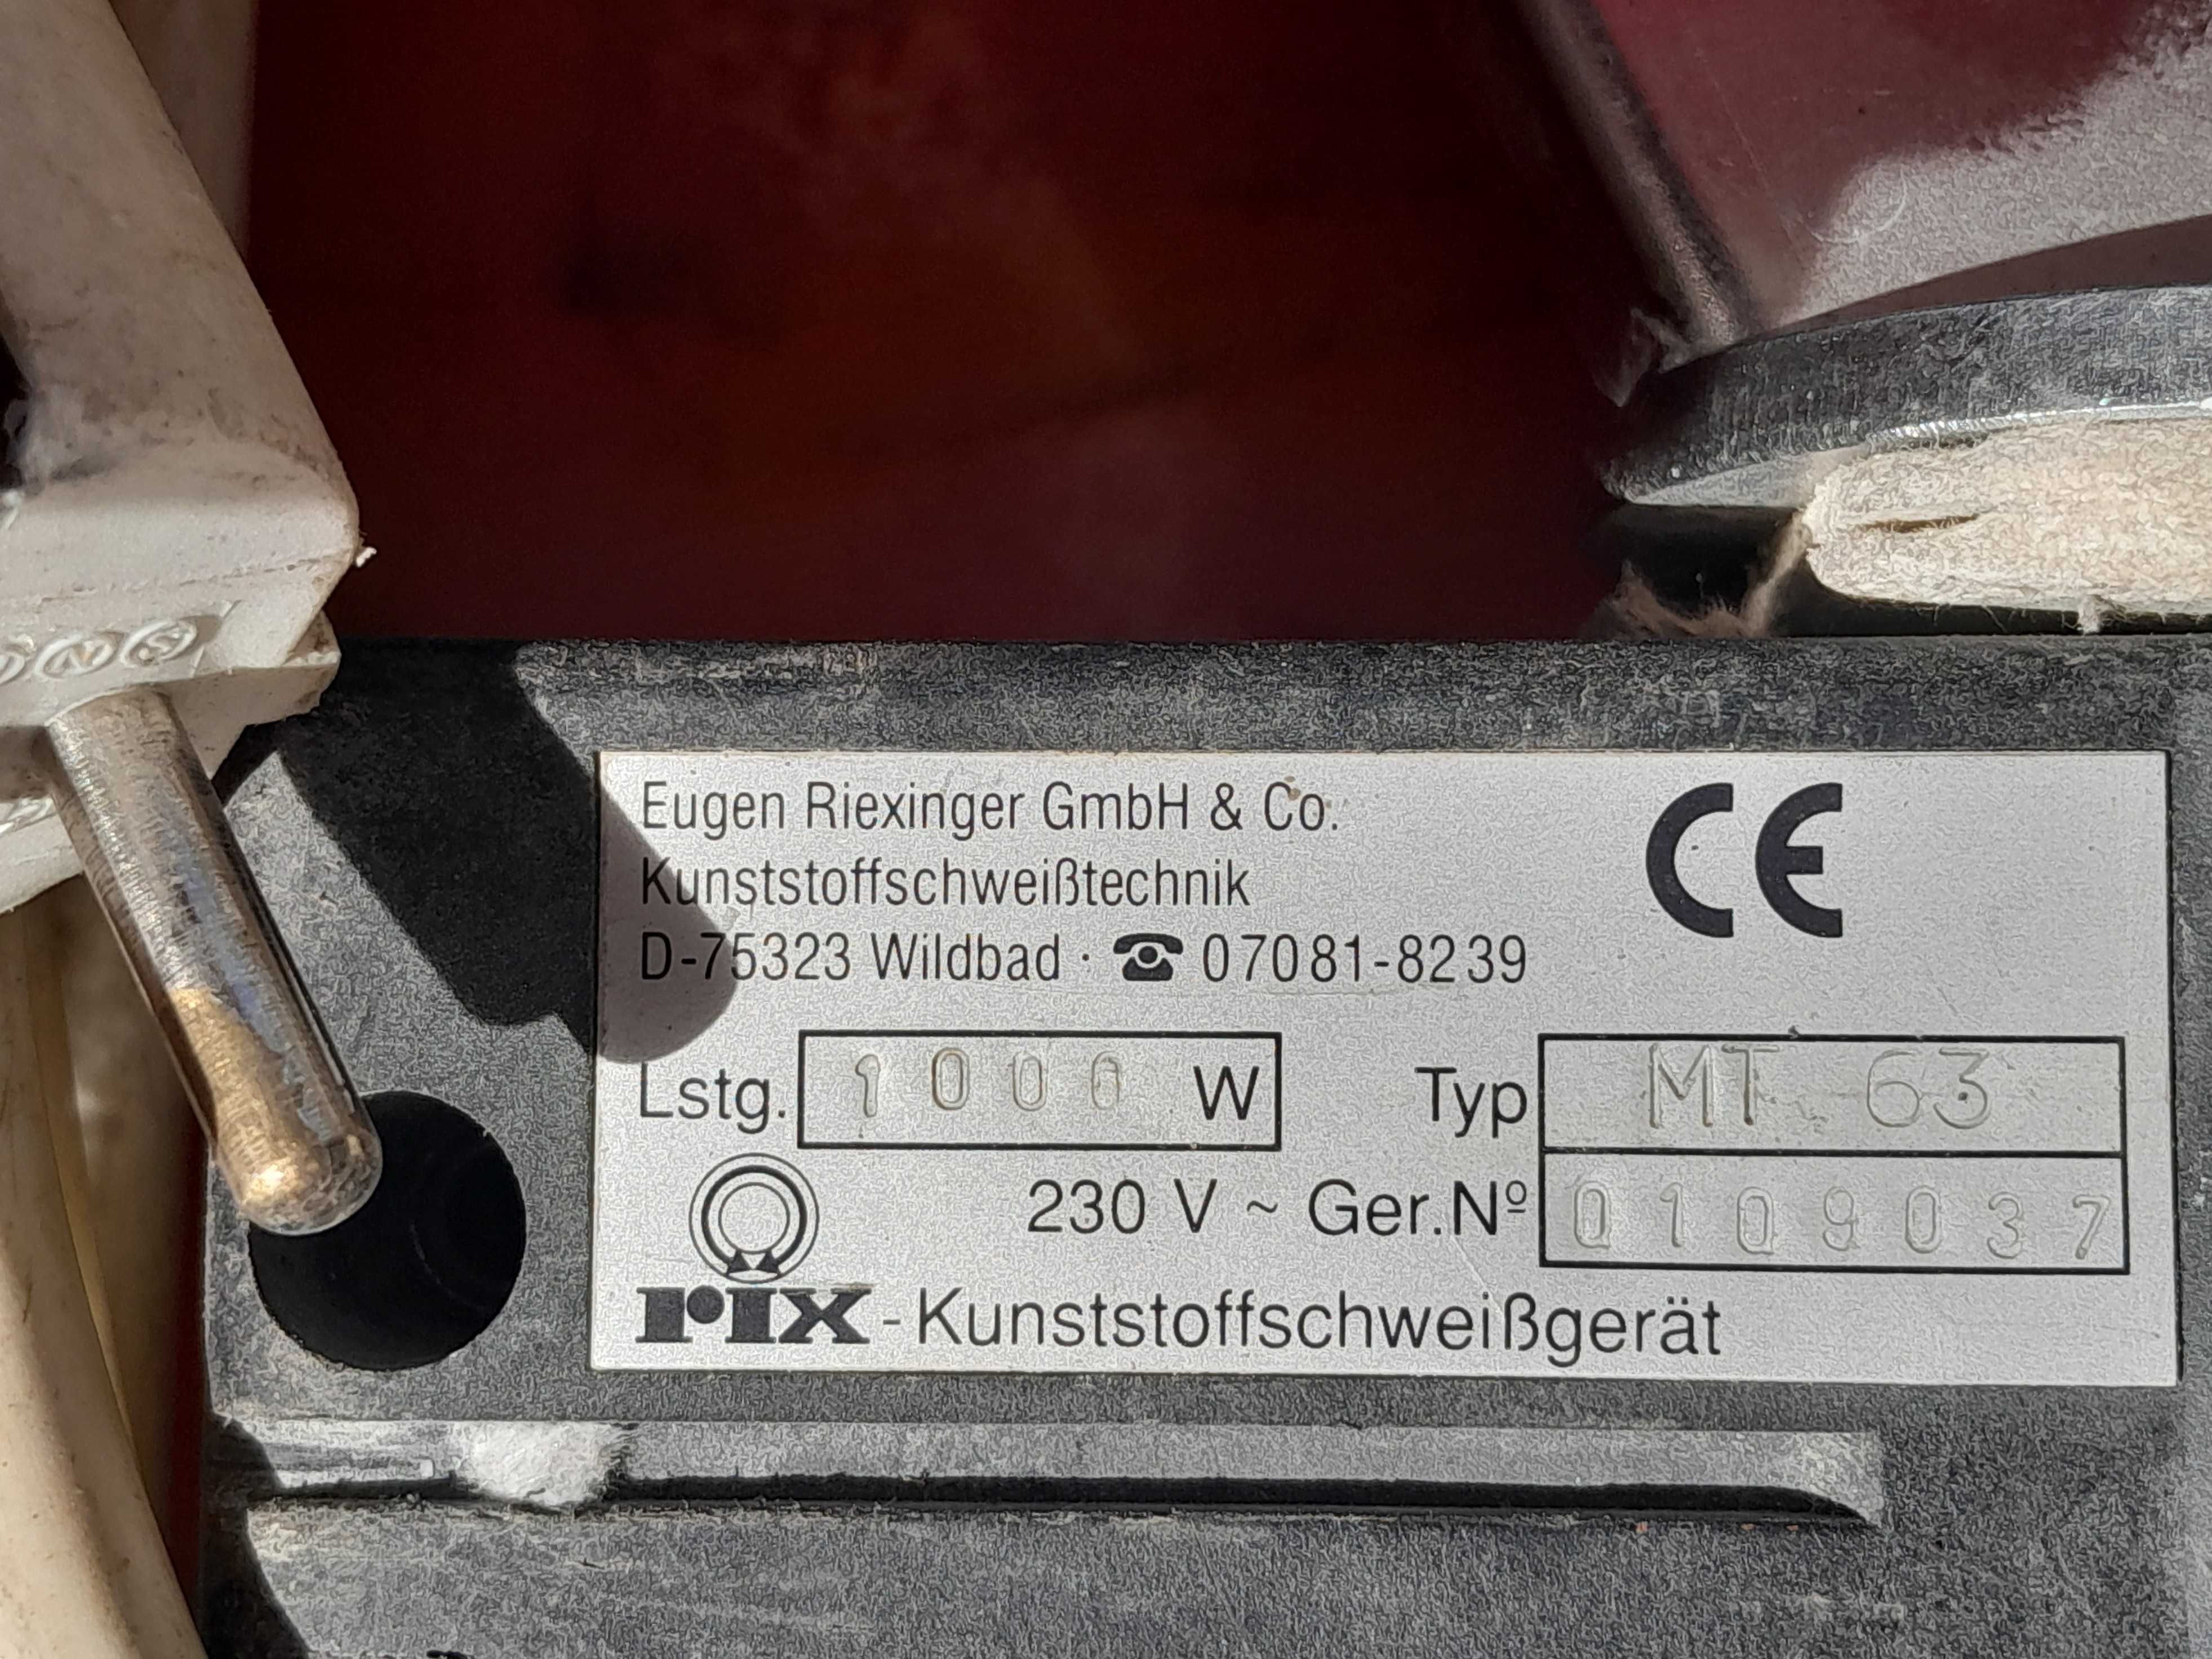 Eugen Riexinger GmbH & Co.
Kunststoffschweißtechnik
D-75323 Wildbad · ☎ 07081-8239
CE
Lstg. 1000 W
Typ MT 63
230 V ~ Ger.Nº 0109037
rix-Kunststoffschweißgerät